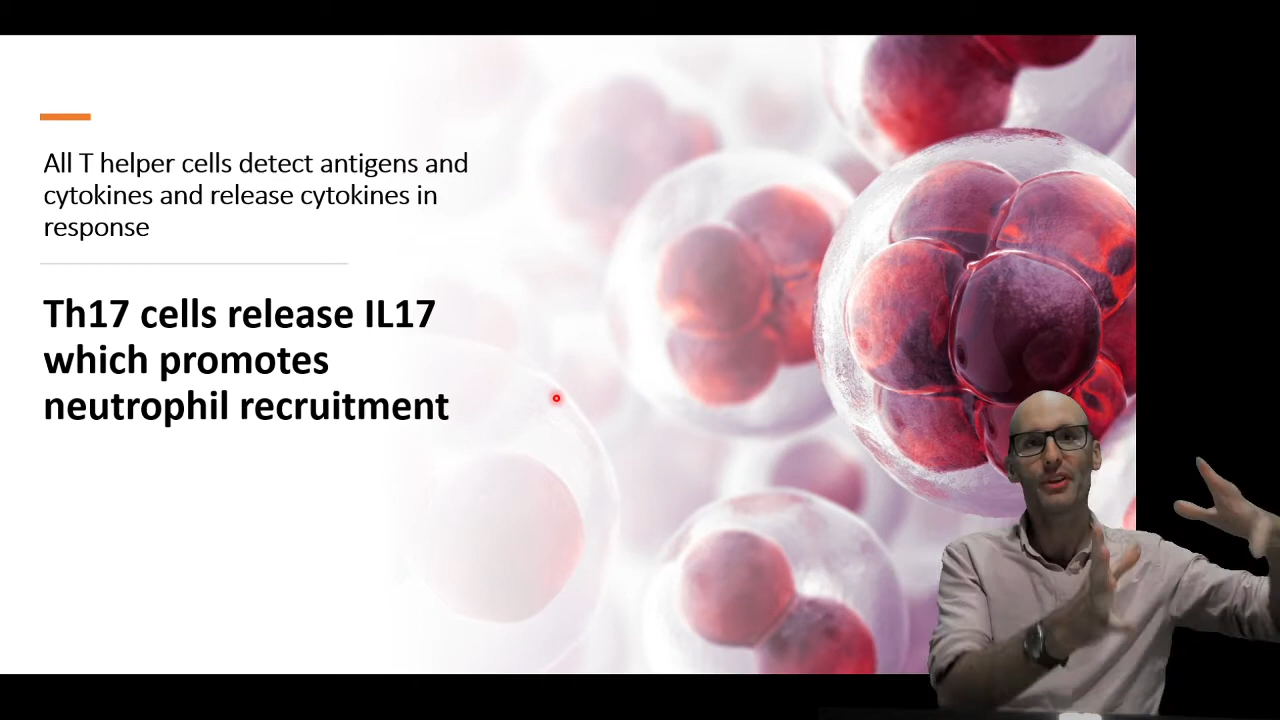 All T helper cells detect antigens and
cytokines and release cytokines in
response
Th17 cells release IL17
which promotes
neutrophil recruitment